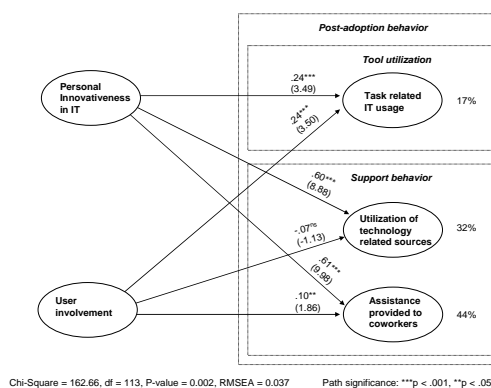 Post-adoption behavior
Tool utilization
Personal
Innovativeness
in IT
.24***
(3.49)
Task related
IT usage
17%
.24***
(3.50)
Support behavior
.60***
(8.88)
-.07ns
(-1.13)
Utilization of
technology
related sources
32%
.61***
(9.98)
User
involvement
.10**
(1.86)
Assistance
provided to
coworkers
44%
Chi-Square = 162.66, df = 113, P-value = 0.002, RMSEA = 0.037
Path significance: ***p < .001, **p < .05